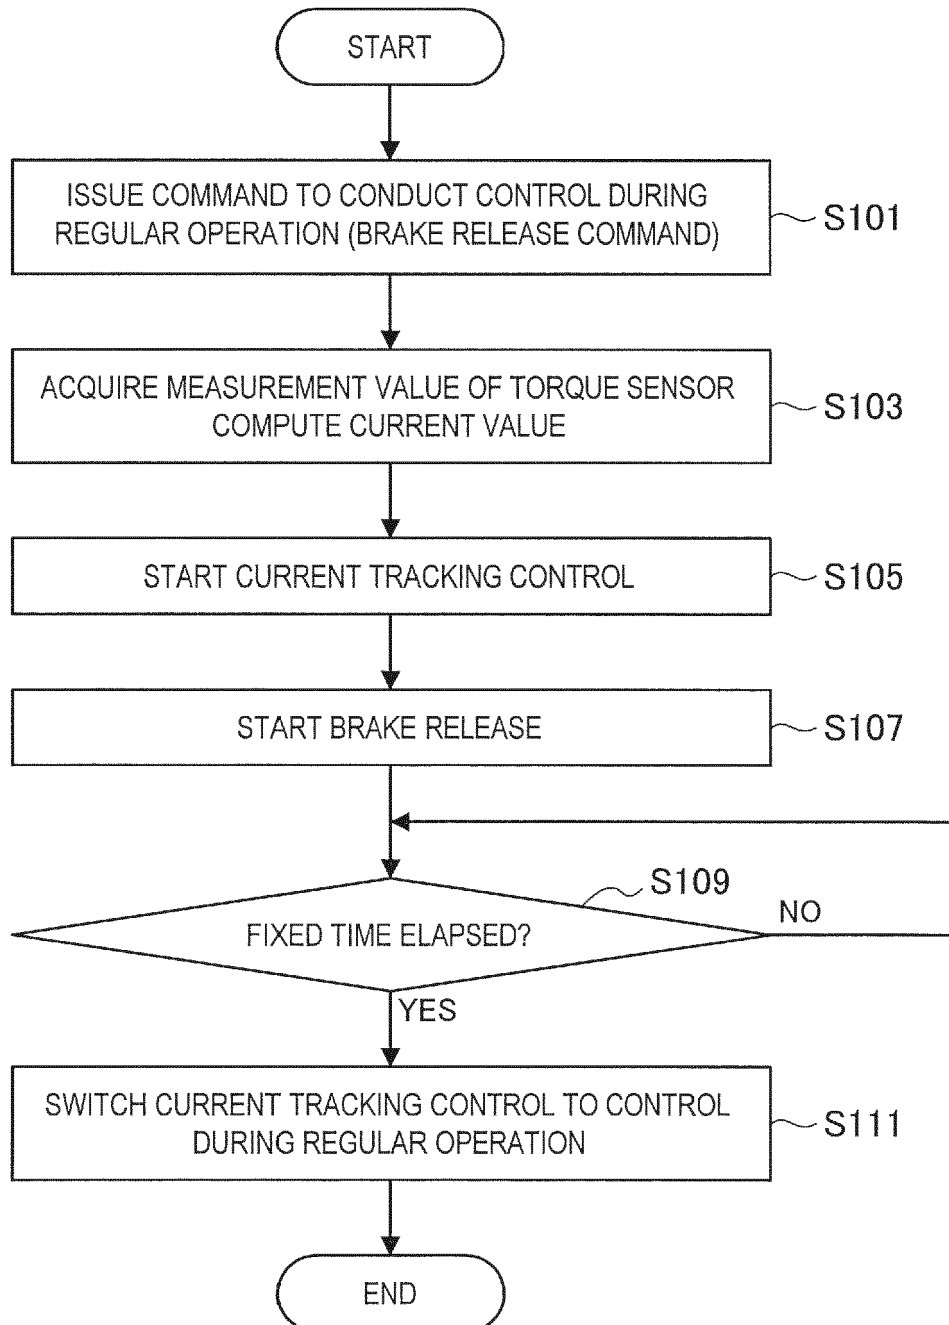 START
ISSUE COMMAND TO CONDUCT CONTROL DURING
REGULAR OPERATION (BRAKE RELEASE COMMAND)
S101
ACQUIRE MEASUREMENT VALUE OF TORQUE SENSOR
COMPUTE CURRENT VALUE
S103
START CURRENT TRACKING CONTROL
S105
START BRAKE RELEASE
S107
S109
FIXED TIME ELAPSED?
NO
YES
SWITCH CURRENT TRACKING CONTROL TO CONTROL
DURING REGULAR OPERATION
S111
END